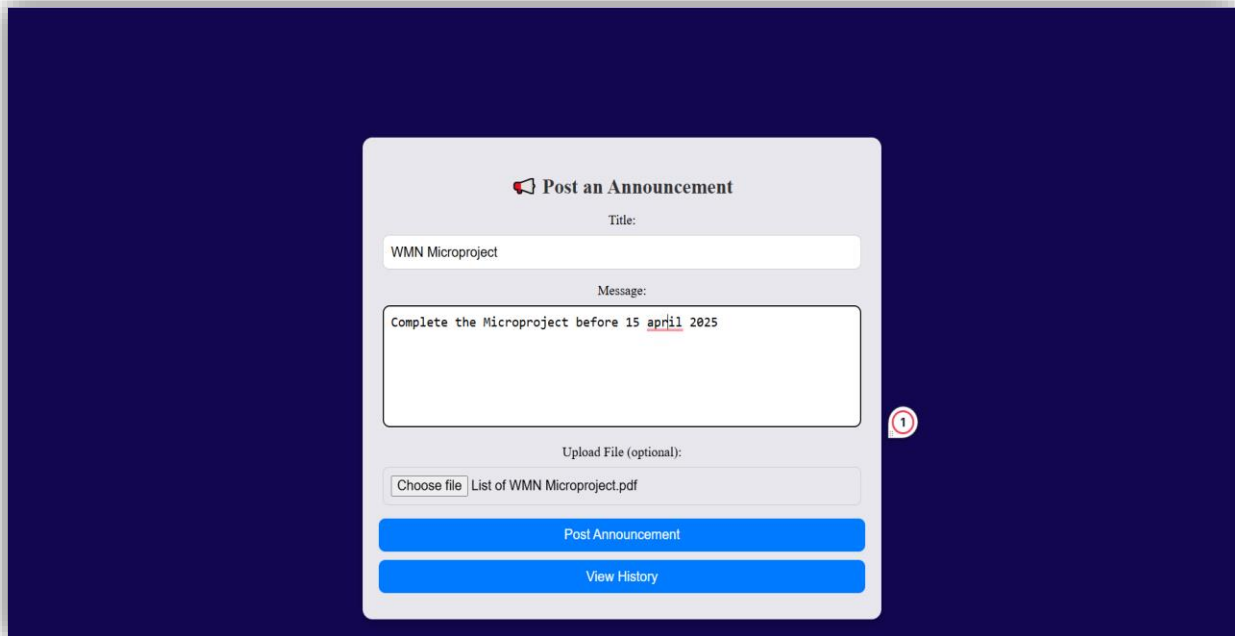 Post an Announcement
Title:
WMN Microproject
Message:
Complete the Microproject before 15 april 2025
1
Upload File (optional):
Choose file List of WMN Microproject.pdf
Post Announcement
View History